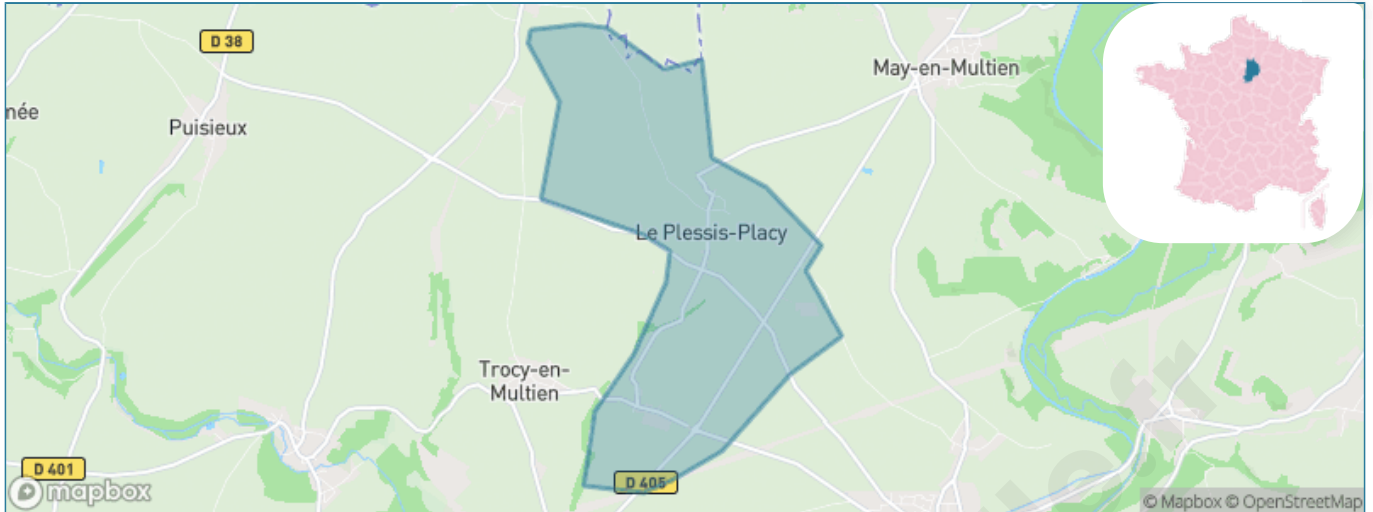 D 38
May-en-Multien
née
Puisieux
Le Plessis-Placy
Trocy-en-
Multien
D 401
D 405
mapbox
© Mapbox © OpenStreetMap